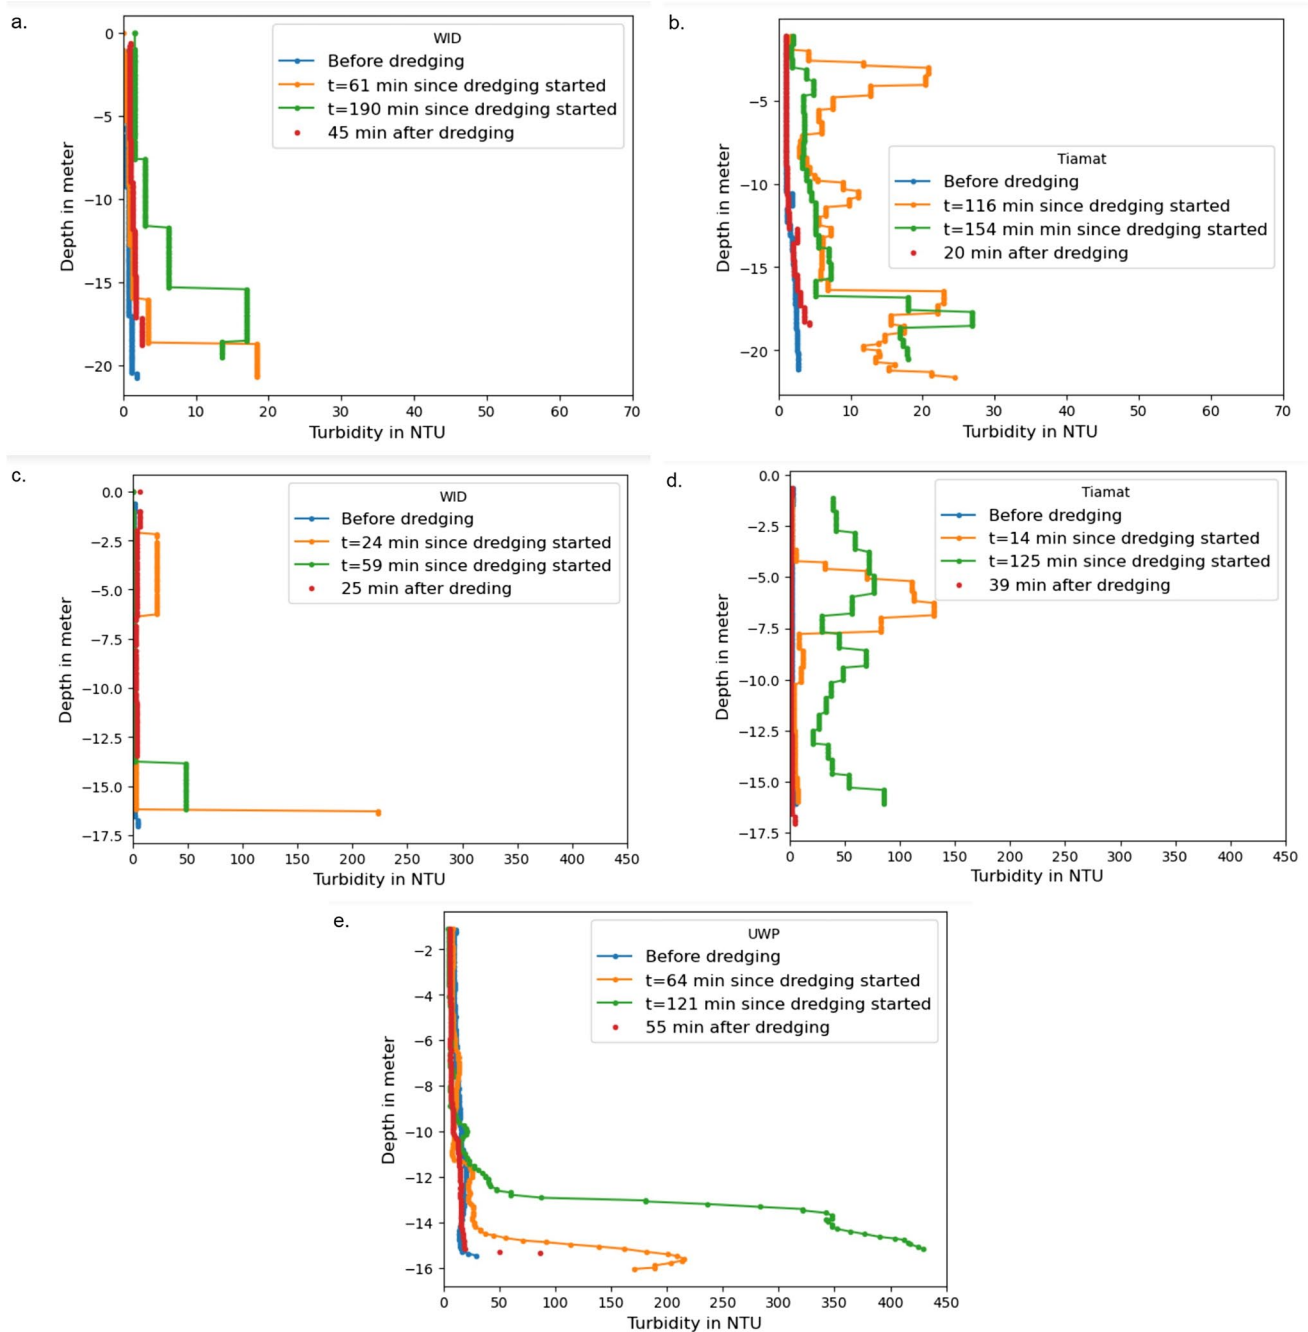 a.
WID
Before dredging
t=61 min since dredging started
t=190 min since dredging started
45 min after dredging
0
−5
−10
−15
−20
Depth in meter
0 10 20 30 40 50 60 70
Turbidity in NTU
b.
Tiamat
Before dredging
t=116 min since dredging started
t=154 min min since dredging started
20 min after dredging
−5
−10
−15
−20
Depth in meter
0 10 20 30 40 50 60 70
Turbidity in NTU
c.
WID
Before dredging
t=24 min since dredging started
t=59 min since dredging started
25 min after dreding
0.0
−2.5
−5.0
−7.5
−10.0
−12.5
−15.0
−17.5
Depth in meter
0 50 100 150 200 250 300 350 400 450
Turbidity in NTU
d.
Tiamat
Before dredging
t=14 min since dredging started
t=125 min since dredging started
39 min after dredging
0.0
−2.5
−5.0
−7.5
−10.0
−12.5
−15.0
−17.5
Depth in meter
0 50 100 150 200 250 300 350 400 450
Turbidity in NTU
e.
UWP
Before dredging
t=64 min since dredging started
t=121 min since dredging started
55 min after dredging
−2
−4
−6
−8
−10
−12
−14
−16
Depth in meter
0 50 100 150 200 250 300 350 400 450
Turbidity in NTU